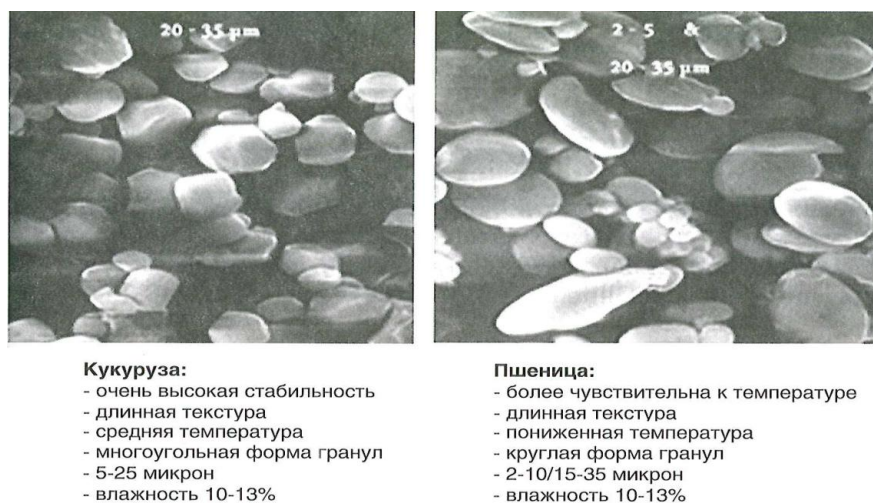 20 - 35 µm
2 - 5 &
20 - 35 µm
Кукуруза:
- очень высокая стабильность
- длинная текстура
- средняя температура
- многоугольная форма гранул
- 5-25 микрон
- влажность 10-13%
Пшеница:
- более чувствительна к температуре
- длинная текстура
- пониженная температура
- круглая форма гранул
- 2-10/15-35 микрон
- влажность 10-13%